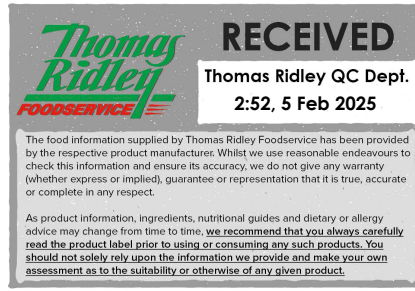 Thomas
Ridley
FOODSERVICE
RECEIVED
Thomas Ridley QC Dept.
2:52, 5 Feb 2025
The food information supplied by Thomas Ridley Foodservice has been provided
by the respective product manufacturer. Whilst we use reasonable endeavours to
check this information and ensure its accuracy, we do not give any warranty
(whether express or implied), guarantee or representation that it is true, accurate
or complete in any respect.
As product information, ingredients, nutritional guides and dietary or allergy
advice may change from time to time, we recommend that you always carefully
read the product label prior to using or consuming any such products. You
should not solely rely upon the information we provide and make your own
assessment as to the suitability or otherwise of any given product.